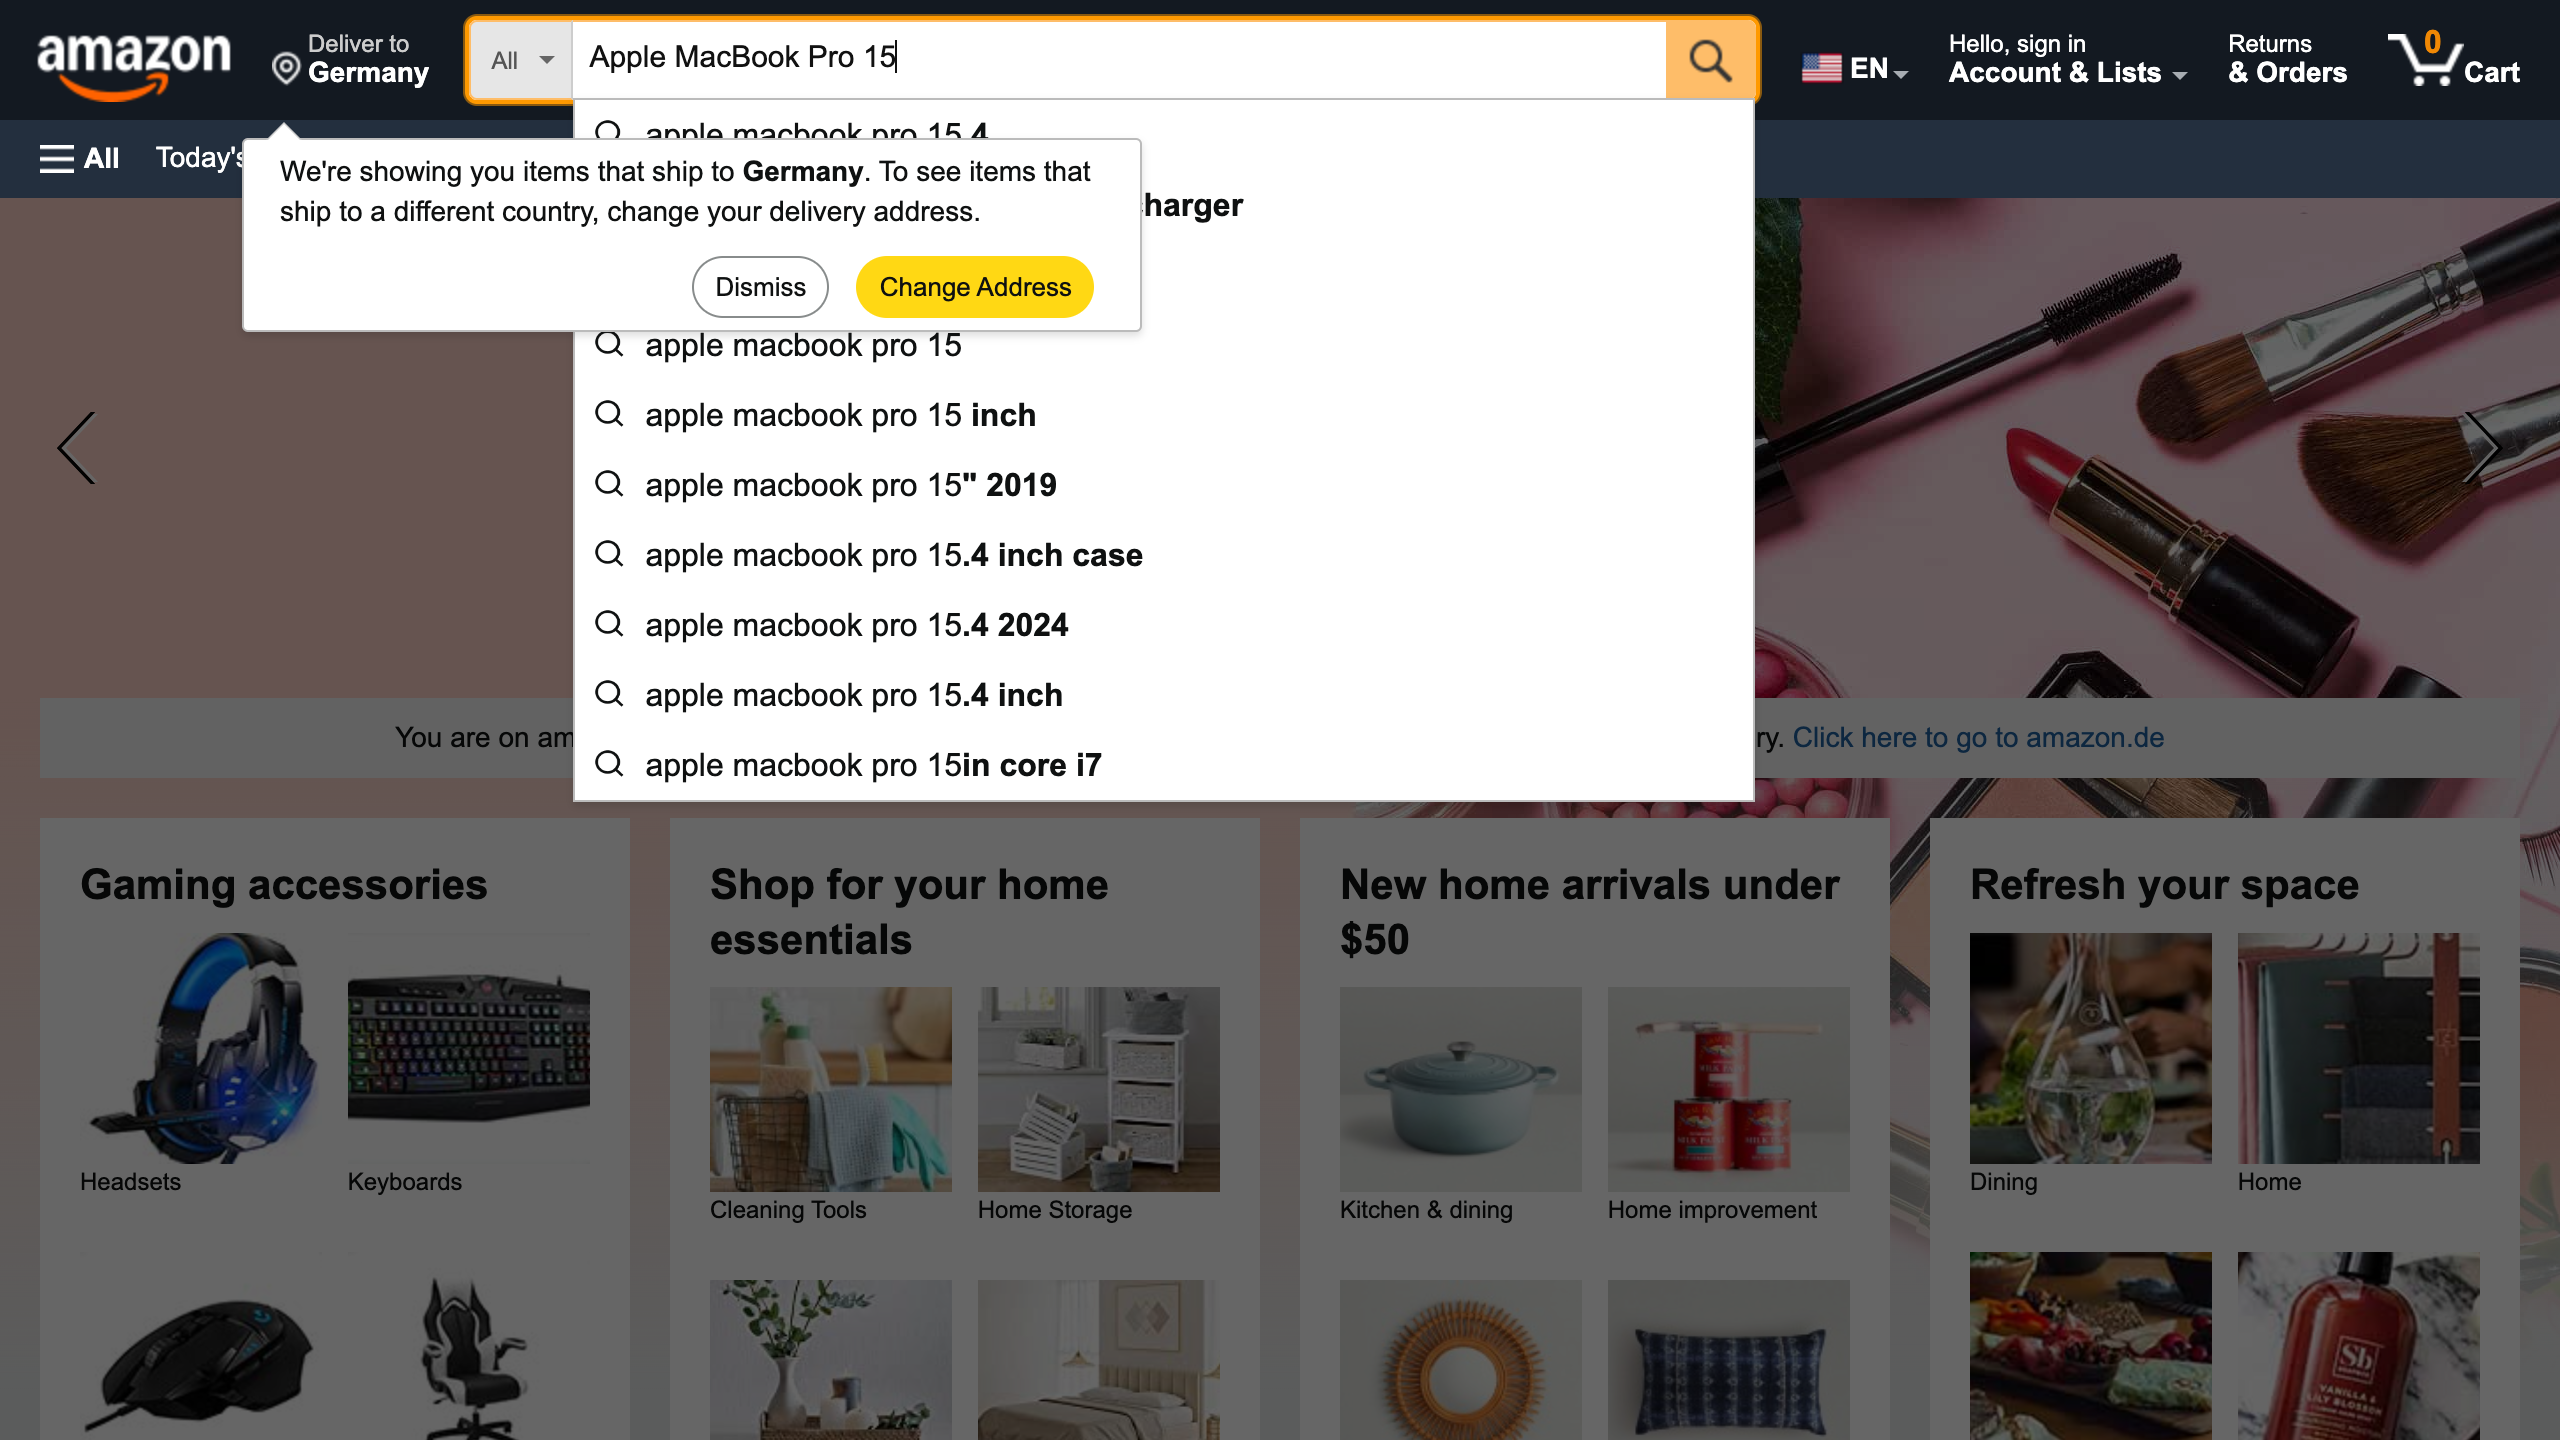 amazon
Deliver to
Germany
All
Apple MacBook Pro 15
EN
Hello, sign in
Account & Lists
Returns
& Orders
0
Cart
All
Today's
apple macbook pro 15.4
We're showing you items that ship to Germany. To see items that
ship to a different country, change your delivery address.
harger
Dismiss
Change Address
apple macbook pro 15
apple macbook pro 15 inch
apple macbook pro 15" 2019
apple macbook pro 15.4 inch case
apple macbook pro 15.4 2024
apple macbook pro 15.4 inch
apple macbook pro 15in core i7
You are on am
ry. Click here to go to amazon.de
Gaming accessories
Shop for your home
essentials
New home arrivals under
$50
Refresh your space
Headsets
Keyboards
Cleaning Tools
Home Storage
Kitchen & dining
Home improvement
Dining
Home
Sb
VANILLA &